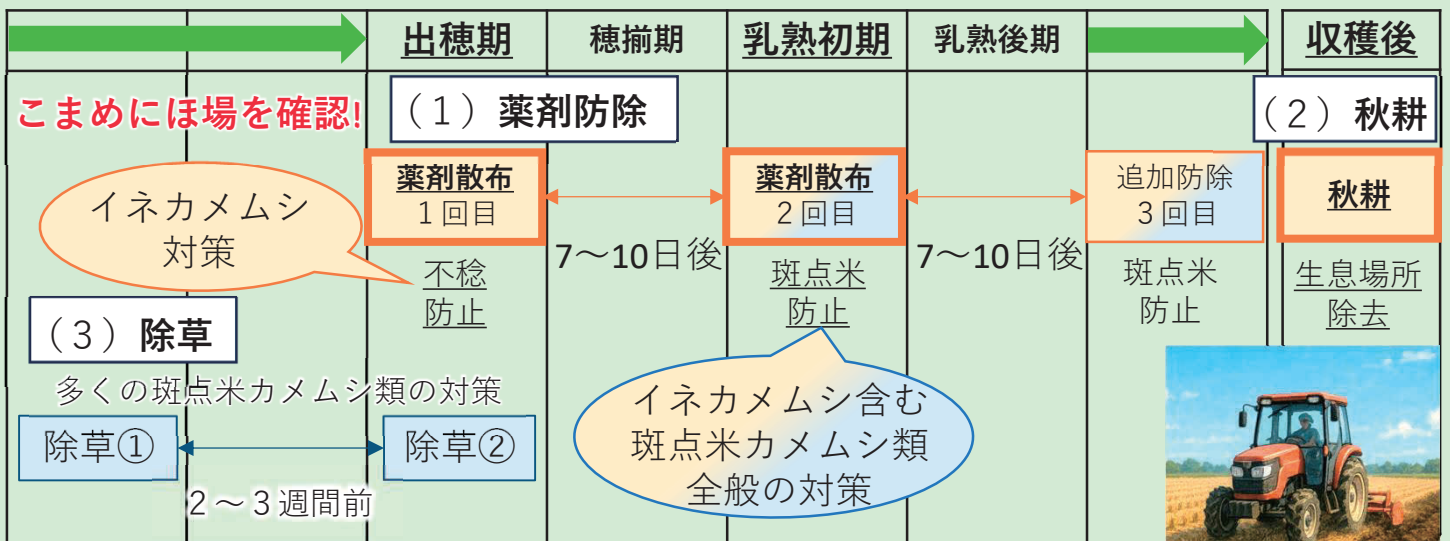 出穂期
穂揃期
乳熟初期
乳熟後期
収穫後
こまめにほ場を確認!
（1）薬剤防除
（2）秋耕
イネカメムシ
対策
薬剤散布
1回目
7～10日後
薬剤散布
2回目
7～10日後
追加防除
3回目
秋耕
不稔
防止
斑点米
防止
斑点米
防止
生息場所
除去
（3）除草
多くの斑点米カメムシ類の対策
除草①
除草②
2～3週間前
イネカメムシ含む
斑点米カメムシ類
全般の対策